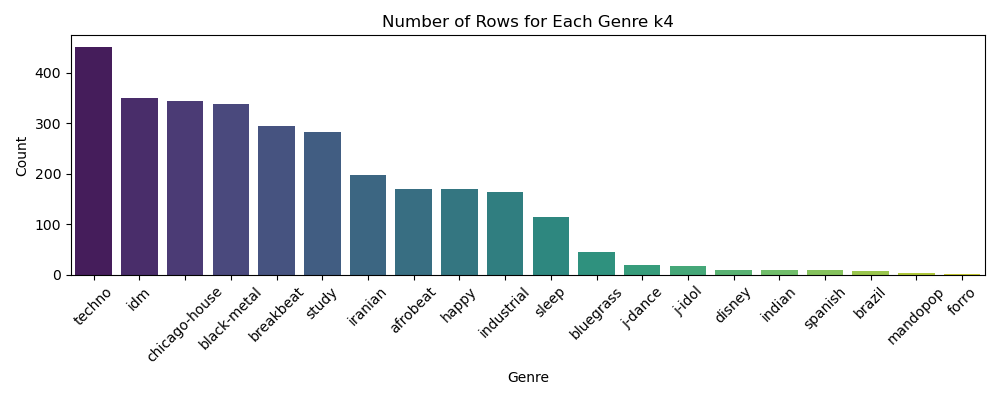 Number of Rows for Each Genre k4
Count
400
300
200
100
0
techno
idm
chicago-house
black-metal
breakbeat
study
iranian
afrobeat
happy
industrial
sleep
bluegrass
j-dance
j-idol
disney
indian
spanish
brazil
mandopop
forro
Genre